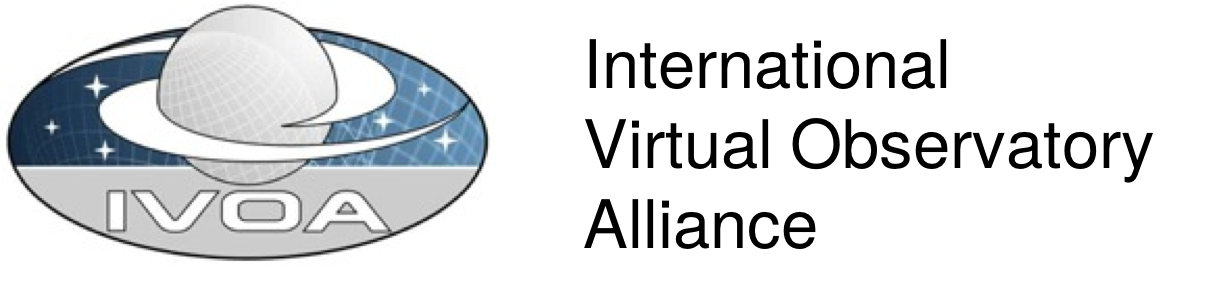 IVOA
International
Virtual Observatory
Alliance